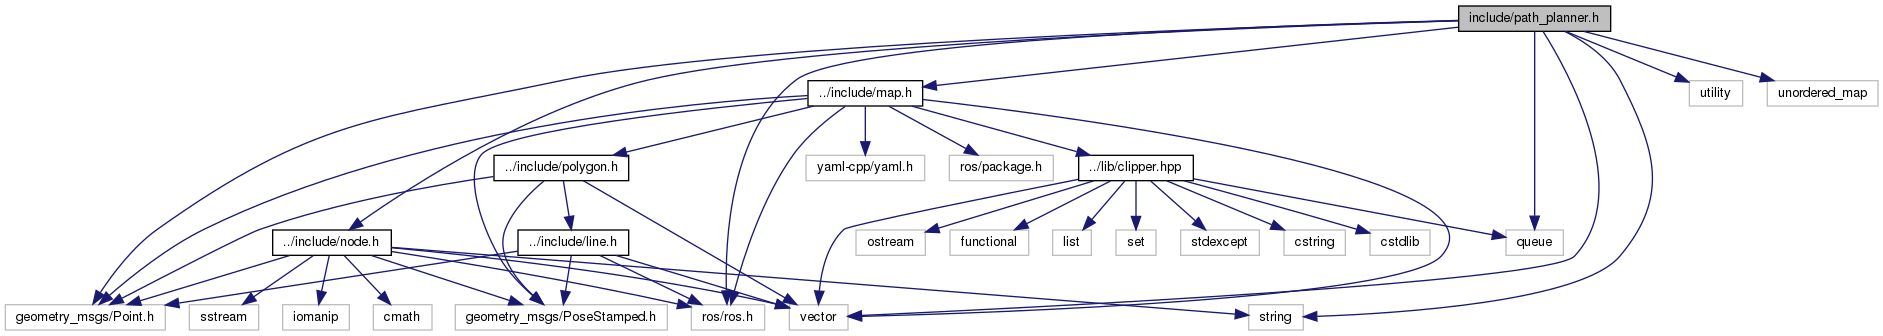 include/path_planner.h
../include/map.h
utility
unordered_map
../include/polygon.h
yaml-cpp/yaml.h
ros/package.h
../lib/clipper.hpp
../include/node.h
../include/line.h
ostream
functional
list
set
stdexcept
cstring
cstdlib
queue
geometry_msgs/Point.h
sstream
iomanip
cmath
geometry_msgs/PoseStamped.h
ros/ros.h
vector
string